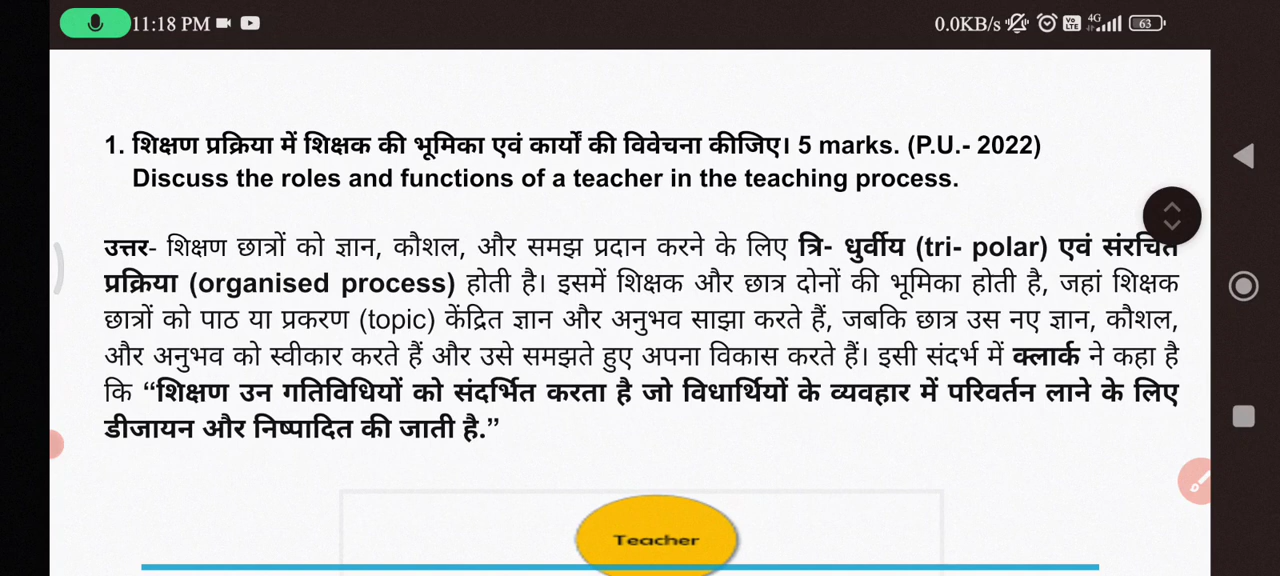 11:18 PM
0.0KB/s
Vo LTE
4G
63
1. शिक्षण प्रक्रिया में शिक्षक की भूमिका एवं कार्यों की विवेचना कीजिए। 5 marks. (P.U.- 2022)
Discuss the roles and functions of a teacher in the teaching process.
उत्तर- शिक्षण छात्रों को ज्ञान, कौशल, और समझ प्रदान करने के लिए त्रि- धुर्वीय (tri- polar) एवं संरचित
प्रक्रिया (organised process) होती है। इसमें शिक्षक और छात्र दोनों की भूमिका होती है, जहां शिक्षक
छात्रों को पाठ या प्रकरण (topic) केंद्रित ज्ञान और अनुभव साझा करते हैं, जबकि छात्र उस नए ज्ञान, कौशल,
और अनुभव को स्वीकार करते हैं और उसे समझते हुए अपना विकास करते हैं। इसी संदर्भ में क्लार्क ने कहा है
कि “शिक्षण उन गतिविधियों को संदर्भित करता है जो विधार्थियों के व्यवहार में परिवर्तन लाने के लिए
डीजायन और निष्पादित की जाती है.”
Teacher